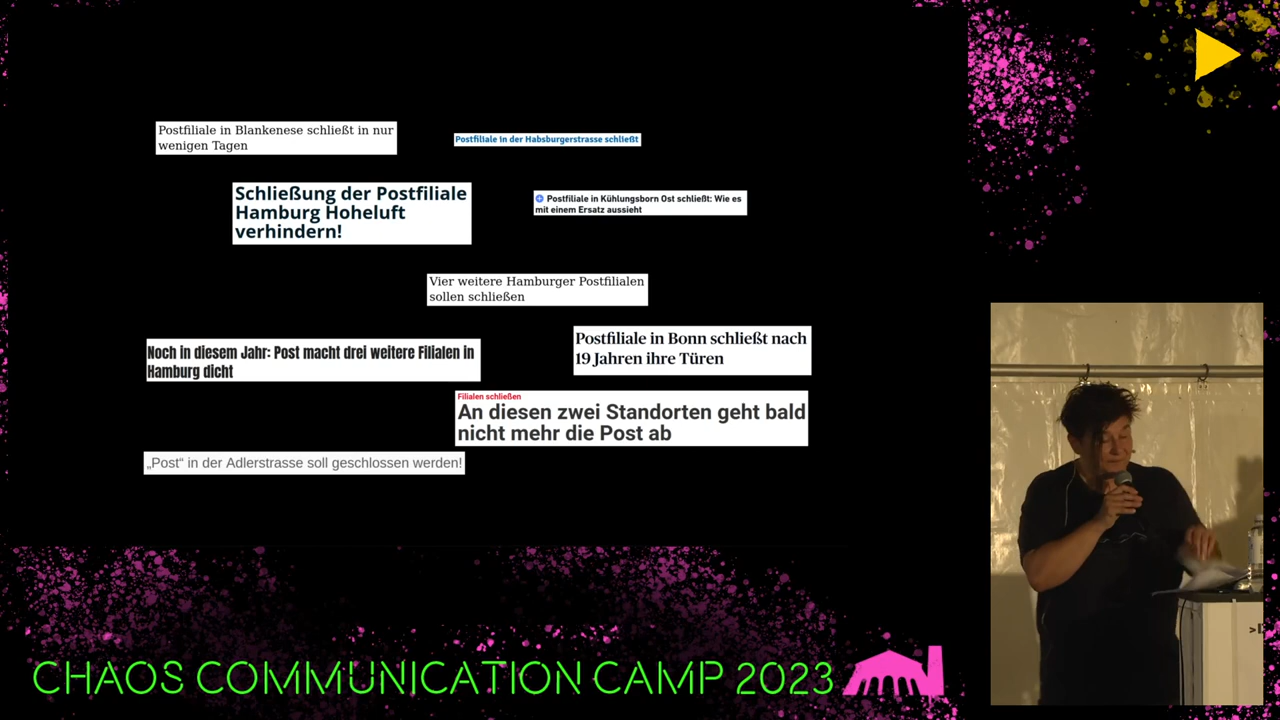 Postfiliale in Blankenese schließt in nur
wenigen Tagen
Postfiliale in der Habsburgerstrasse schließt
Schließung der Postfiliale
Hamburg Hoheluft
verhindern!
Postfiliale in Kühlungsborn Ost schließt: Wie es
mit einem Ersatz aussieht
Vier weitere Hamburger Postfilialen
sollen schließen
Noch in diesem Jahr: Post macht drei weitere Filialen in
Hamburg dicht
Postfiliale in Bonn schließt nach
19 Jahren ihre Türen
Filialen schließen
An diesen zwei Standorten geht bald
nicht mehr die Post ab
„Post“ in der Adlerstrasse soll geschlossen werden!
CHAOS COMMUNICATION CAMP 2023